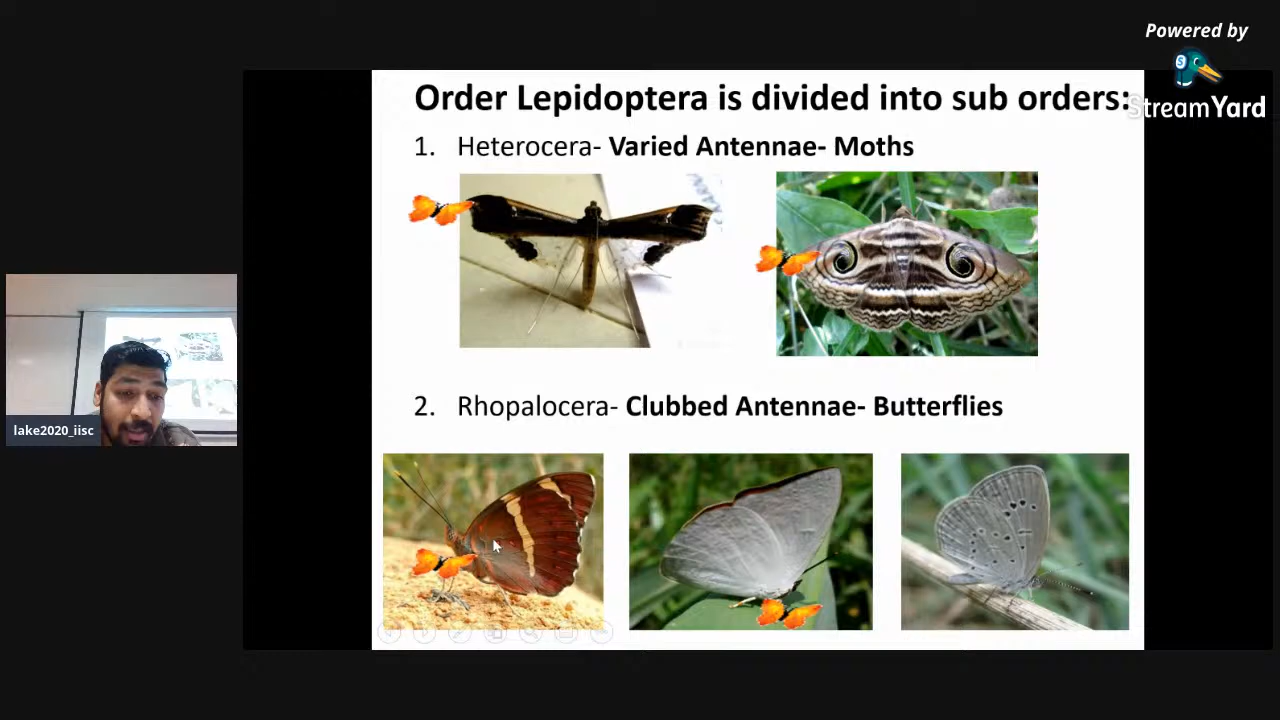 Powered by
StreamYard
Order Lepidoptera is divided into sub orders:
1. Heterocera- Varied Antennae- Moths
2. Rhopalocera- Clubbed Antennae- Butterflies
lake2020_iisc